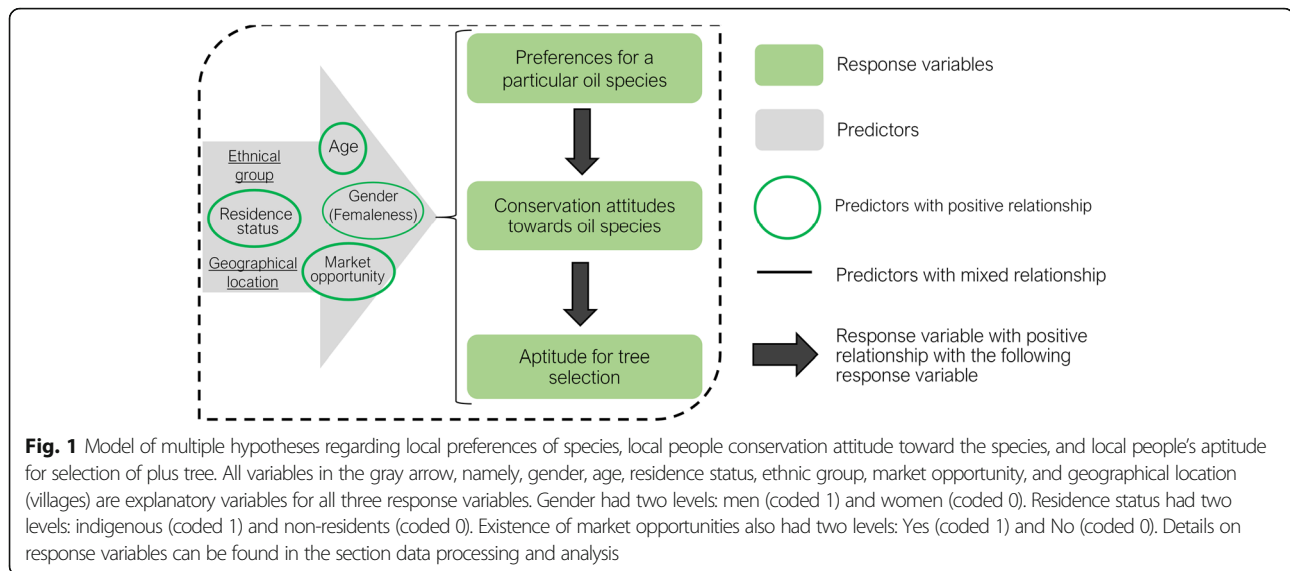 Preferences for a
particular oil species
Conservation attitudes
towards oil species
Aptitude for tree
selection
Age
Ethnical
group
Gender
(Femaleness)
Residence
status
Geographical
location
Market
opportunity
Response variables
Predictors
Predictors with positive relationship
Predictors with mixed relationship
Response variable with positive
relationship with the following
response variable
Fig. 1 Model of multiple hypotheses regarding local preferences of species, local people conservation attitude toward the species, and local people's aptitude
for selection of plus tree. All variables in the gray arrow, namely, gender, age, residence status, ethnic group, market opportunity, and geographical location
(villages) are explanatory variables for all three response variables. Gender had two levels: men (coded 1) and women (coded 0). Residence status had two
levels: indigenous (coded 1) and non-residents (coded 0). Existence of market opportunities also had two levels: Yes (coded 1) and No (coded 0). Details on
response variables can be found in the section data processing and analysis